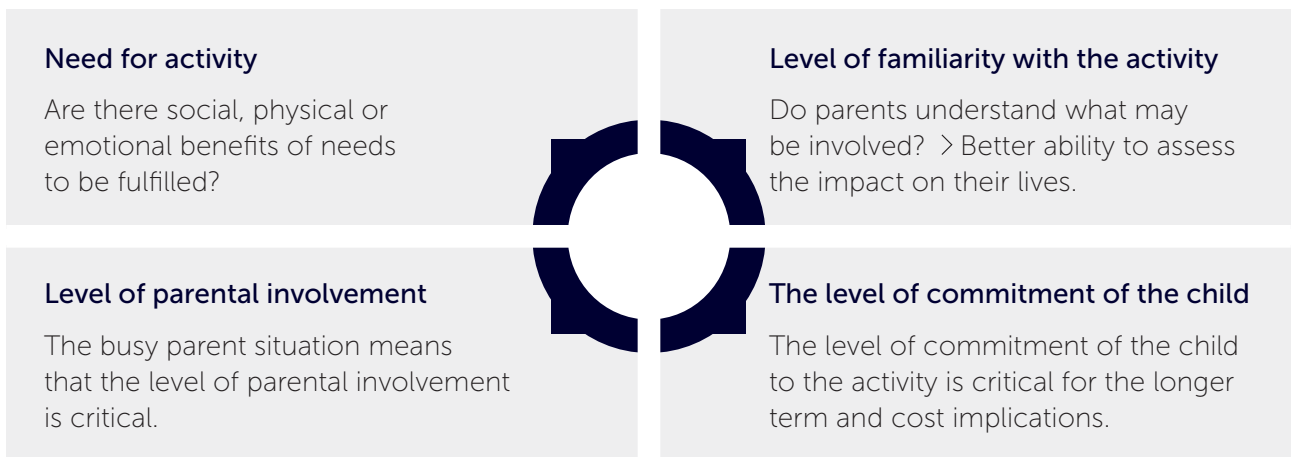 Need for activity
Are there social, physical or
emotional benefits of needs
to be fulfilled?
Level of familiarity with the activity
Do parents understand what may
be involved? > Better ability to assess
the impact on their lives.
Level of parental involvement
The busy parent situation means
that the level of parental involvement
is critical.
The level of commitment of the child
The level of commitment of the child
to the activity is critical for the longer
term and cost implications.